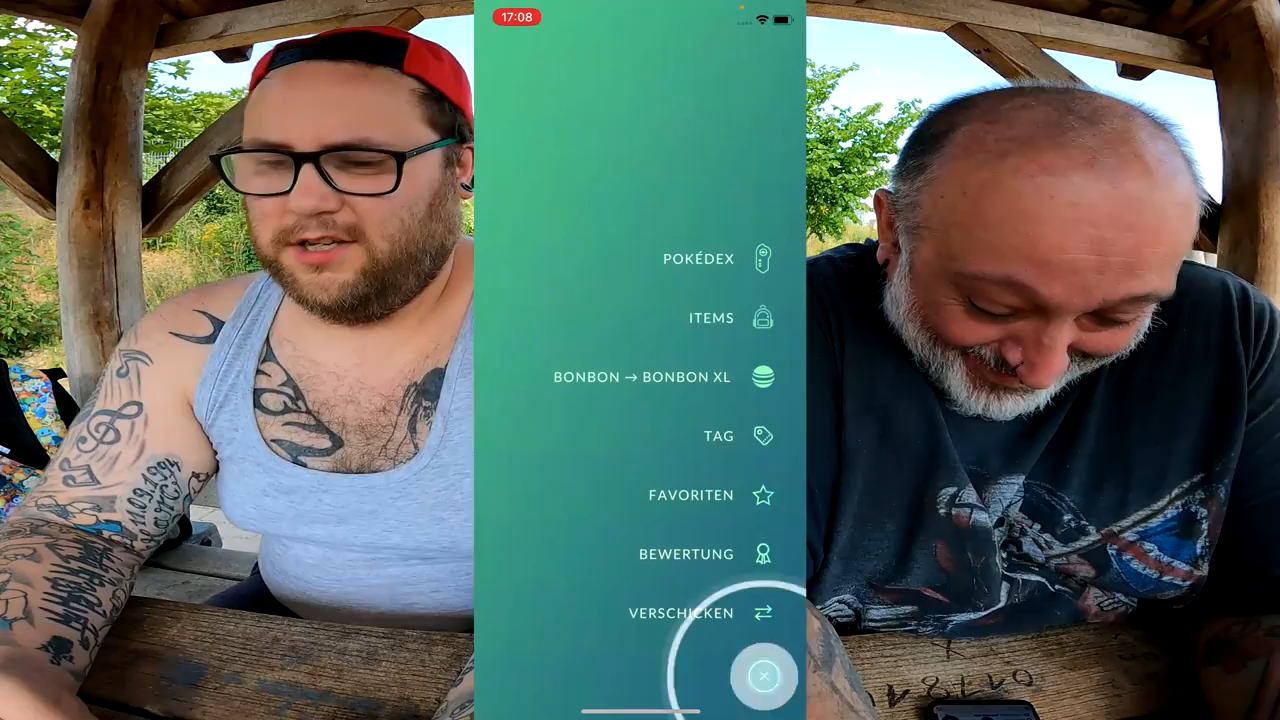 17:08
POKÉDEX
ITEMS
BONBON → BONBON XL
TAG
FAVORITEN
BEWERTUNG
VERSCHICKEN